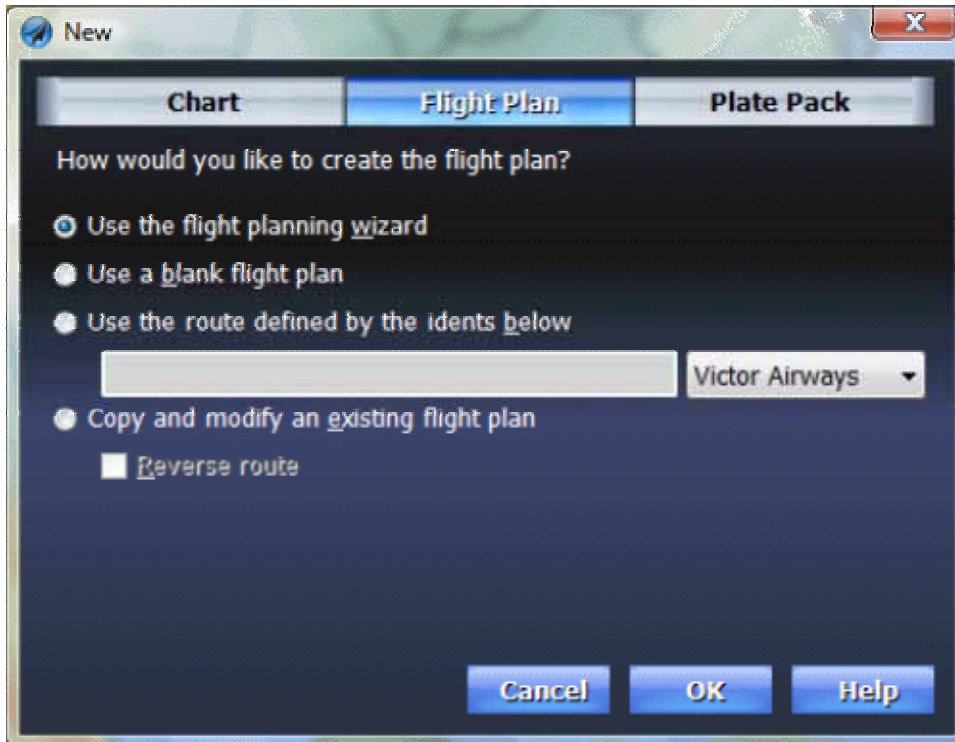 New
Chart Flight Plan Plate Pack
How would you like to create the flight plan?
Use the flight planning wizard
Use a blank flight plan
Use the route defined by the idents below
Victor Airways
Copy and modify an existing flight plan
Reverse route
Cancel OK Help